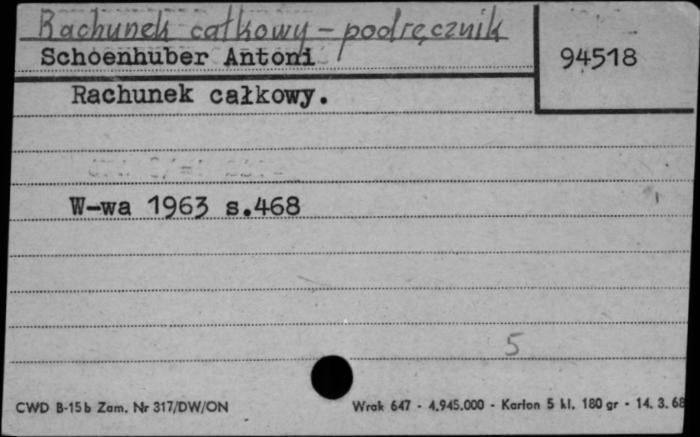 Rachunek całkowy - podręcznik
Schoenhuber Antoni
94518
Rachunek całkowy.
W-wa 1963 s.468
5
CWD B-15b Zam. Nr 317/DW/ON
Wrak 647 - 4.945.000 - Karton 5 kl. 180 gr - 14. 3. 68